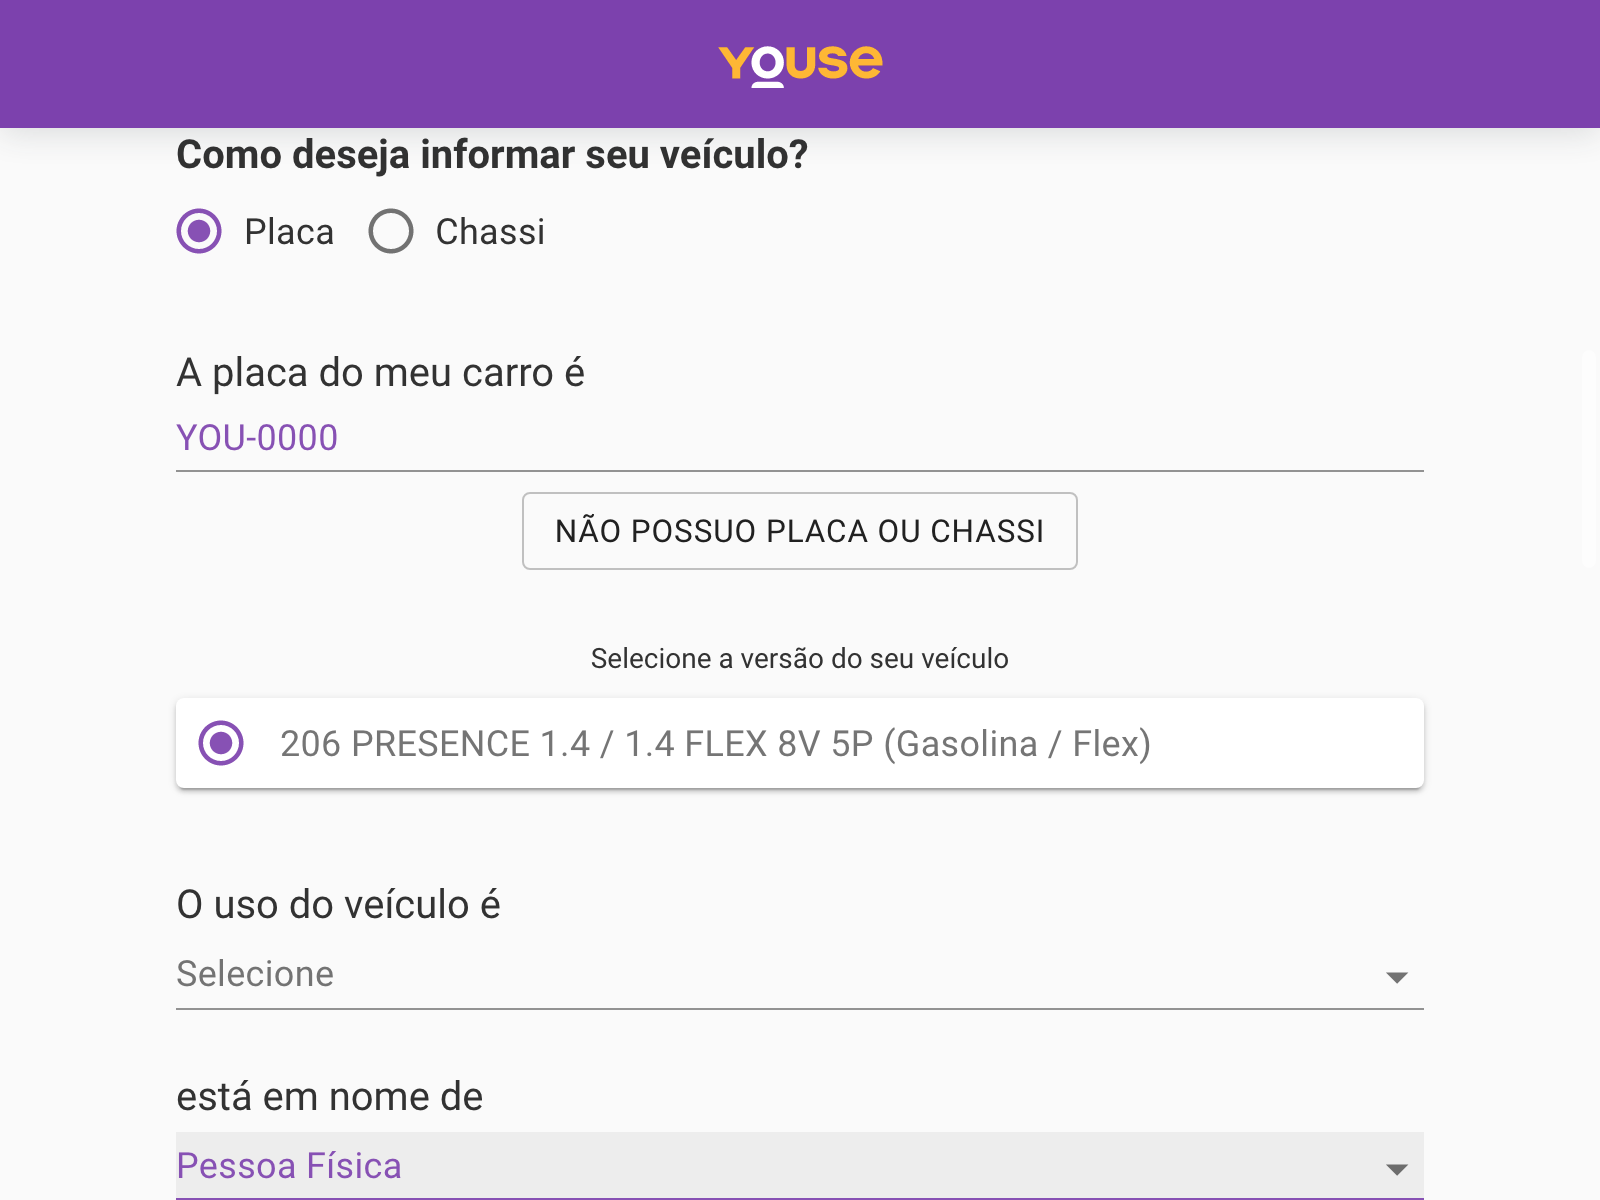 YOUSE
Como deseja informar seu veículo?
Placa Chassi
A placa do meu carro é
YOU-0000
NÃO POSSUO PLACA OU CHASSI
Selecione a versão do seu veículo
206 PRESENCE 1.4 / 1.4 FLEX 8V 5P (Gasolina / Flex)
O uso do veículo é
Selecione
está em nome de
Pessoa Física